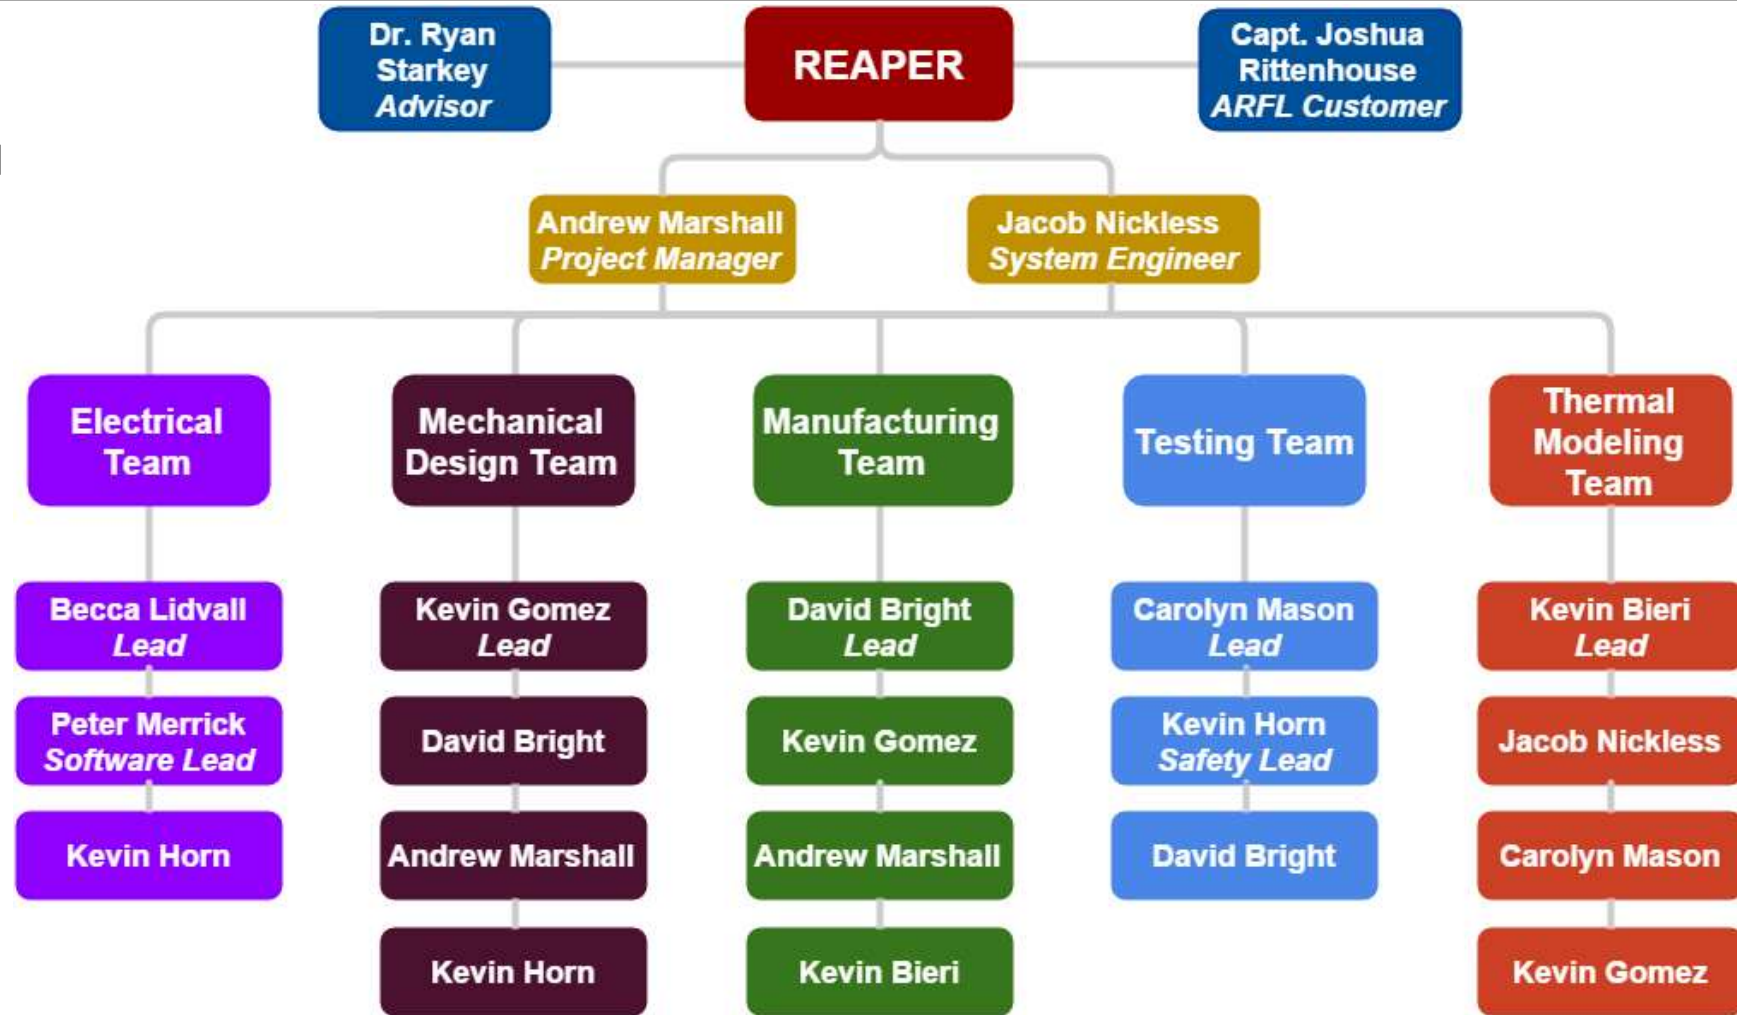 Dr. Ryan
Starkey
Advisor
REAPER
Capt. Joshua
Rittenhouse
ARFL Customer
Andrew Marshall
Project Manager
Jacob Nickless
System Engineer
Electrical
Team
Mechanical
Design Team
Manufacturing
Team
Testing Team
Thermal
Modeling
Team
Becca Lidvall
Lead
Peter Merrick
Software Lead
Kevin Horn
Kevin Gomez
Lead
David Bright
Andrew Marshall
Kevin Horn
David Bright
Lead
Kevin Gomez
Andrew Marshall
Kevin Bieri
Carolyn Mason
Lead
Kevin Horn
Safety Lead
David Bright
Kevin Bieri
Lead
Jacob Nickless
Carolyn Mason
Kevin Gomez